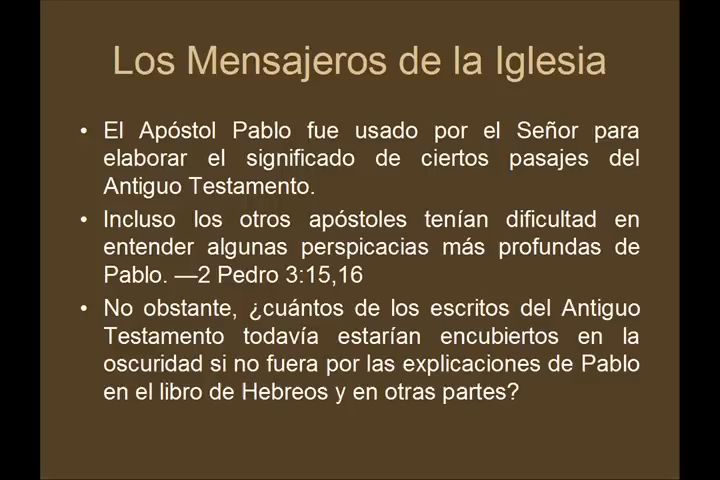 Los Mensajeros de la Iglesia
• El Apóstol Pablo fue usado por el Señor para
elaborar el significado de ciertos pasajes del
Antiguo Testamento.
• Incluso los otros apóstoles tenían dificultad en
entender algunas perspicacias más profundas de
Pablo. —2 Pedro 3:15,16
• No obstante, ¿cuántos de los escritos del Antiguo
Testamento todavía estarían encubiertos en la
oscuridad si no fuera por las explicaciones de Pablo
en el libro de Hebreos y en otras partes?